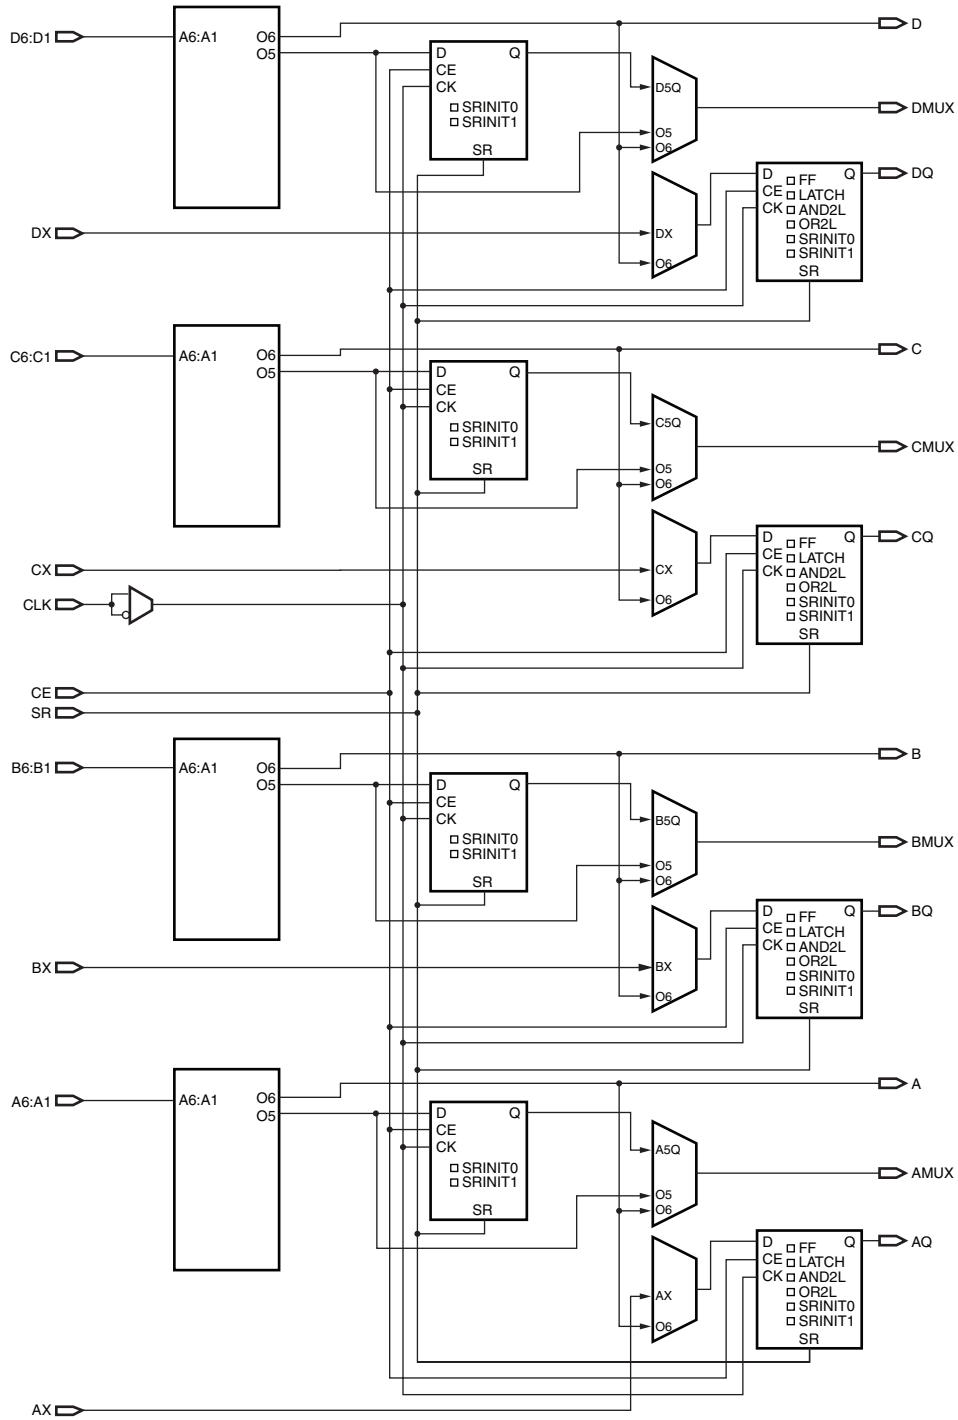 D6:D1
A6:A1
O6
O5
D
CE
CK
Q
SRINIT0
SRINIT1
SR
D5Q
O5
O6
D
DMUX
DX
DX
O6
D
CE
CK
Q
FF
LATCH
AND2L
OR2L
SRINIT0
SRINIT1
SR
DQ
C6:C1
A6:A1
O6
O5
D
CE
CK
Q
SRINIT0
SRINIT1
SR
C5Q
O5
O6
C
CMUX
CX
CX
O6
D
CE
CK
Q
FF
LATCH
AND2L
OR2L
SRINIT0
SRINIT1
SR
CQ
CLK
CE
SR
B6:B1
A6:A1
O6
O5
D
CE
CK
Q
SRINIT0
SRINIT1
SR
B5Q
O5
O6
B
BMUX
BX
BX
O6
D
CE
CK
Q
FF
LATCH
AND2L
OR2L
SRINIT0
SRINIT1
SR
BQ
A6:A1
A6:A1
O6
O5
D
CE
CK
Q
SRINIT0
SRINIT1
SR
A5Q
O5
O6
A
AMUX
AX
O6
D
CE
CK
Q
FF
LATCH
AND2L
OR2L
SRINIT0
SRINIT1
SR
AQ
AX